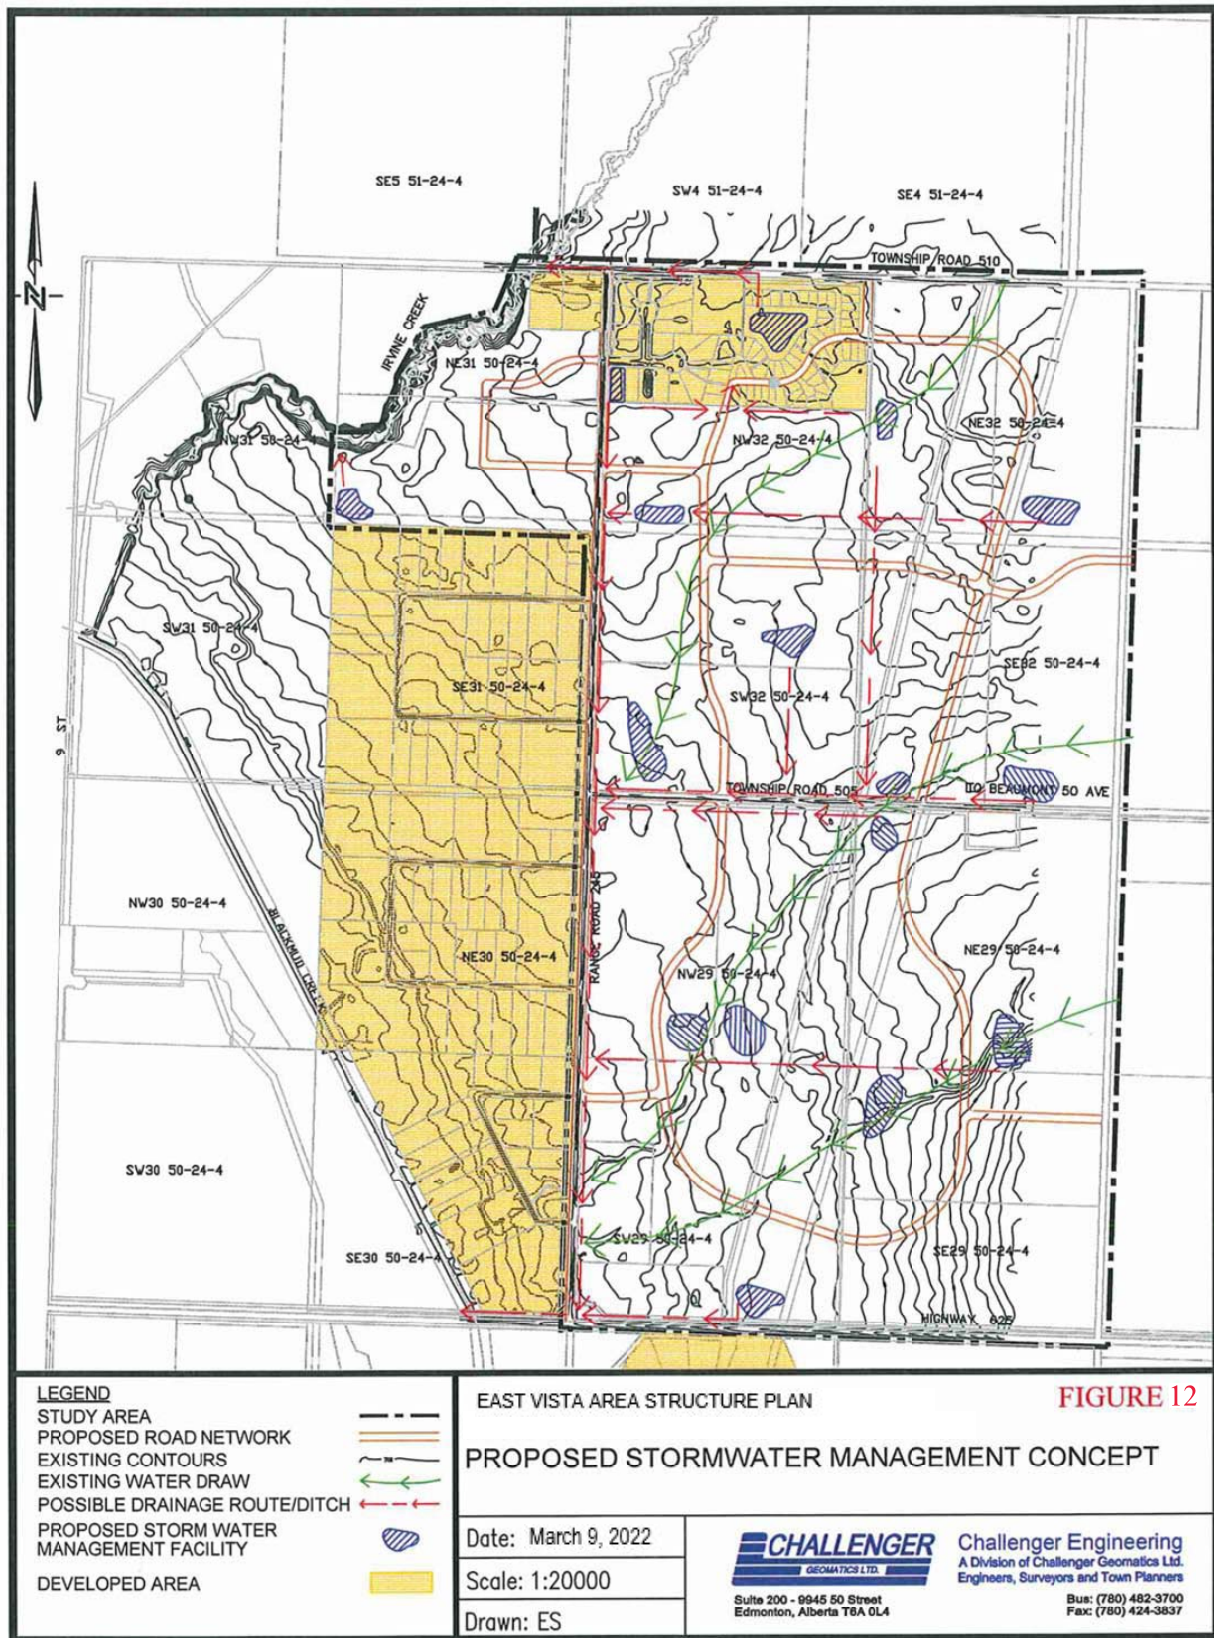 SE5 51-24-4
SW4 51-24-4
SE4 51-24-4
TOWNSHIP ROAD 510
N
IRVINE CREEK
NE31 50-24-4
NW31 50-24-4
NW32 50-24-4
NE32 50-24-4
SW31 50-24-4
SE31 50-24-4
SW32 50-24-4
SE32 50-24-4
9 ST
TOWNSHIP ROAD 505
TO BEAUMONT 50 AVE
RANGE ROAD
NW30 50-24-4
BLACKMUD CREEK
NE30 50-24-4
NW29 50-24-4
NE29 50-24-4
SW30 50-24-4
SE30 50-24-4
SW29 50-24-4
SE29 50-24-4
HIGHWAY 625
LEGEND
STUDY AREA
PROPOSED ROAD NETWORK
EXISTING CONTOURS
EXISTING WATER DRAW
POSSIBLE DRAINAGE ROUTE/DITCH
PROPOSED STORM WATER
MANAGEMENT FACILITY
DEVELOPED AREA
EAST VISTA AREA STRUCTURE PLAN
FIGURE 12
PROPOSED STORMWATER MANAGEMENT CONCEPT
Date: March 9, 2022
Scale: 1:20000
Drawn: ES
CHALLENGER
GEOMATICS LTD.
Suite 200 - 9945 50 Street
Edmonton, Alberta T6A 0L4
Challenger Engineering
A Division of Challenger Geomatics Ltd.
Engineers, Surveyors and Town Planners
Bus: (780) 482-3700
Fax: (780) 424-3837